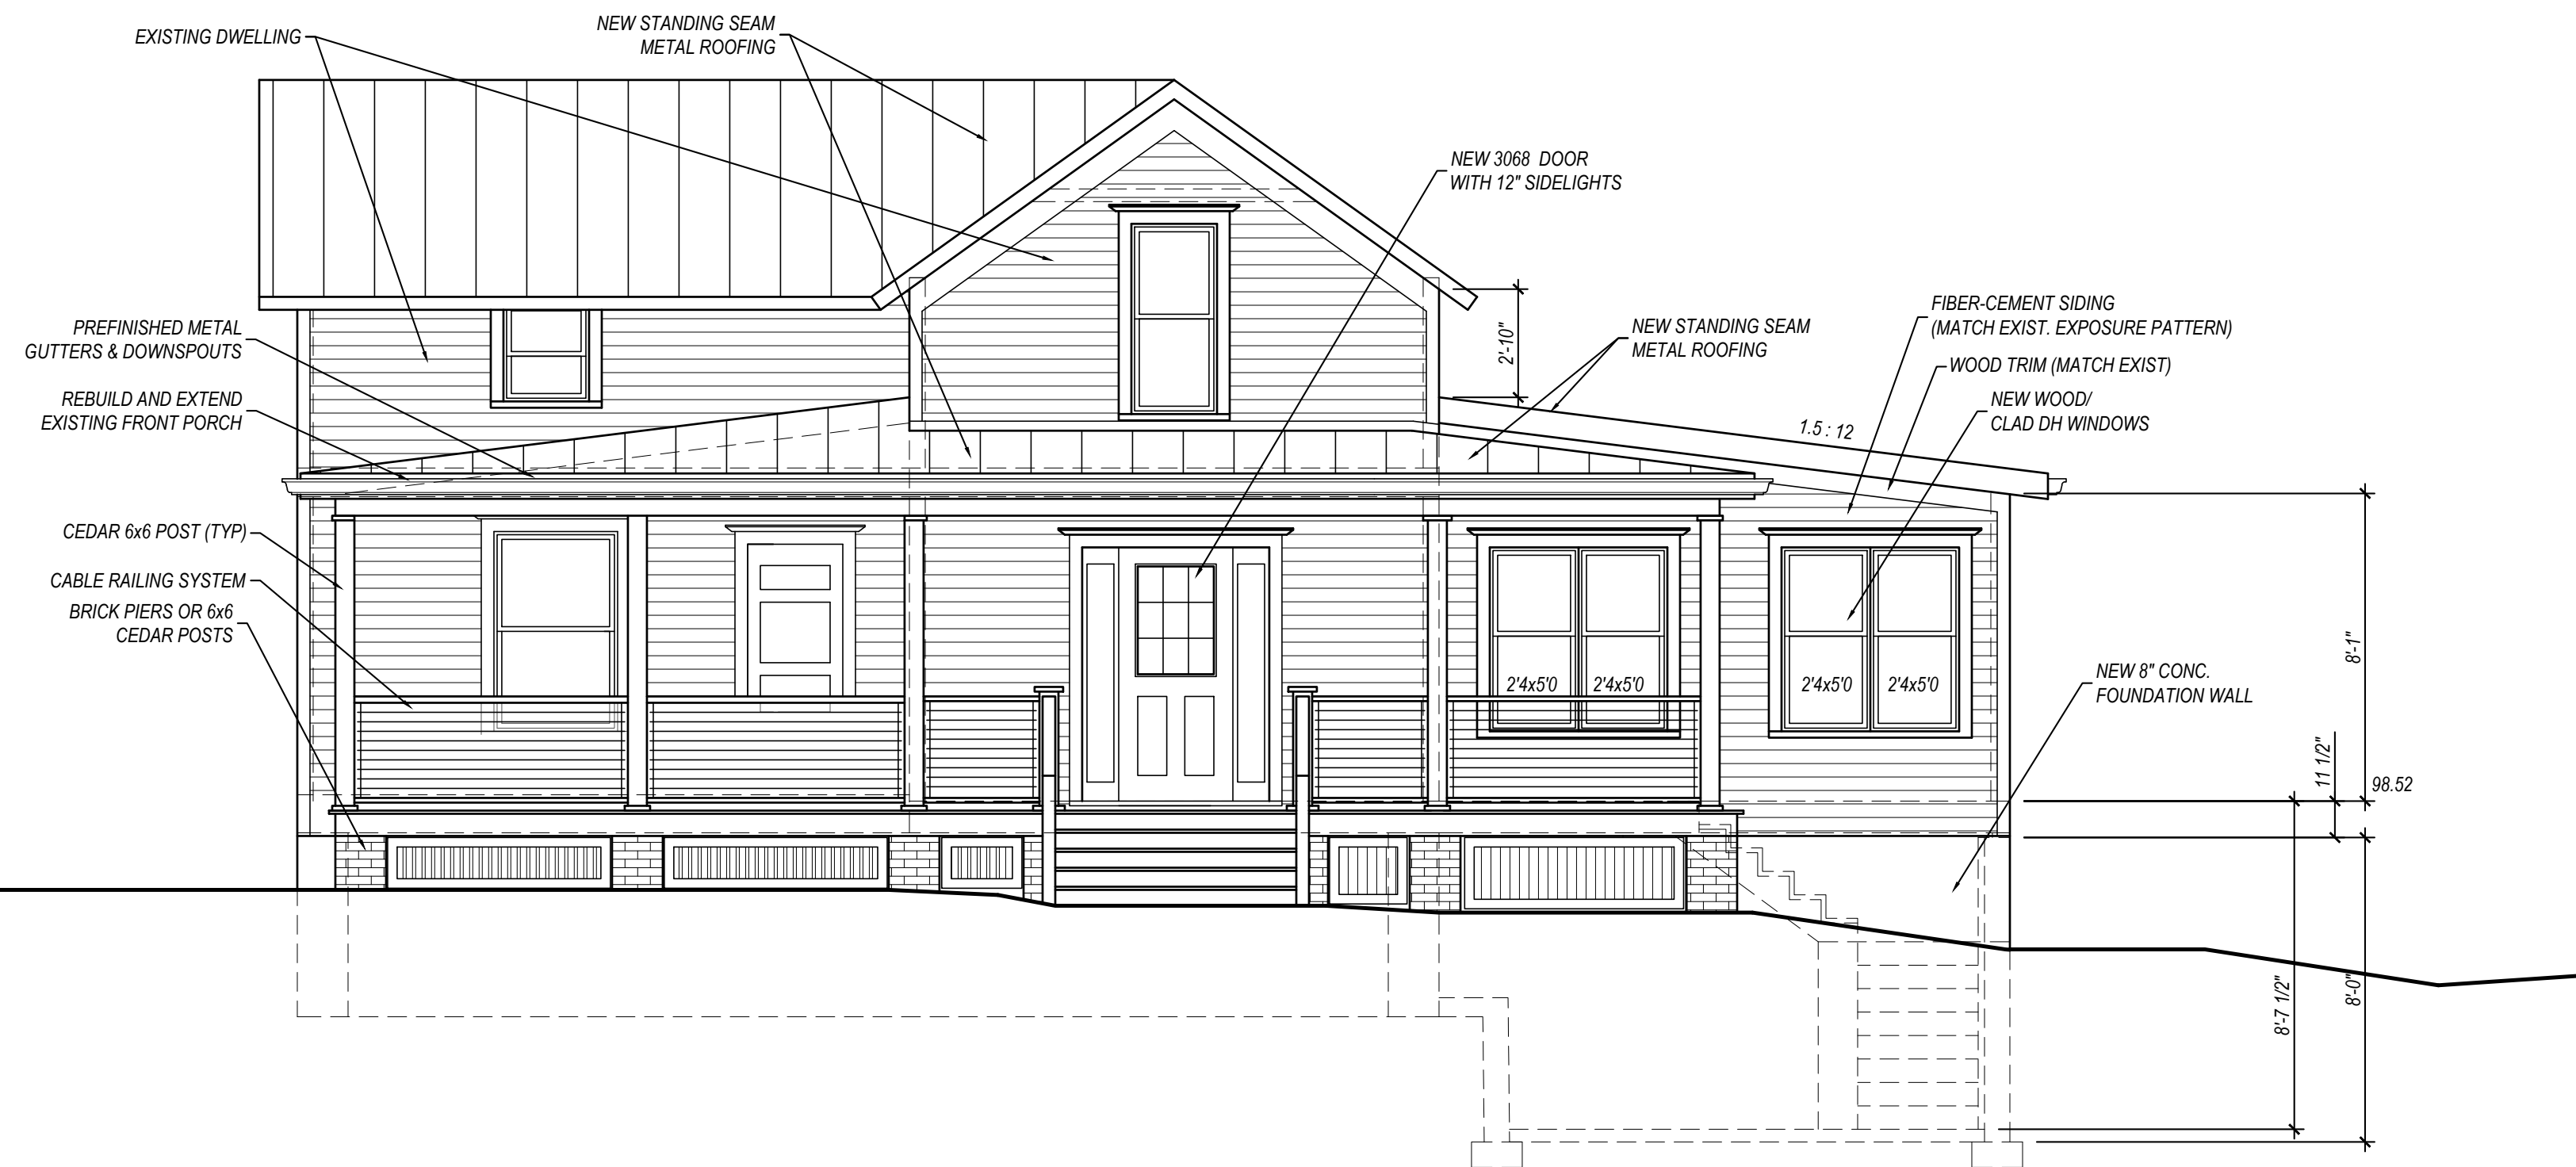 EXISTING DWELLING
NEW STANDING SEAM
METAL ROOFING
NEW 3068 DOOR
WITH 12" SIDELIGHTS
PREFINISHED METAL
GUTTERS & DOWNSPOUTS
REBUILD AND EXTEND
EXISTING FRONT PORCH
CEDAR 6x6 POST (TYP)
CABLE RAILING SYSTEM
BRICK PIERS OR 6x6
CEDAR POSTS
2'-10"
NEW STANDING SEAM
METAL ROOFING
1.5 : 12
FIBER-CEMENT SIDING
(MATCH EXIST. EXPOSURE PATTERN)
WOOD TRIM (MATCH EXIST)
NEW WOOD/
CLAD DH WINDOWS
2'4x5'0 2'4x5'0 2'4x5'0 2'4x5'0
NEW 8" CONC.
FOUNDATION WALL
8'-1"
11 1/2"
98.52
8'-7 1/2"
8'-0"